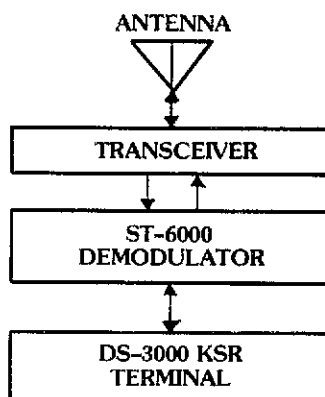 ANTENNA
TRANSCEIVER
ST-6000
DEMODULATOR
DS-3000 KSR
TERMINAL